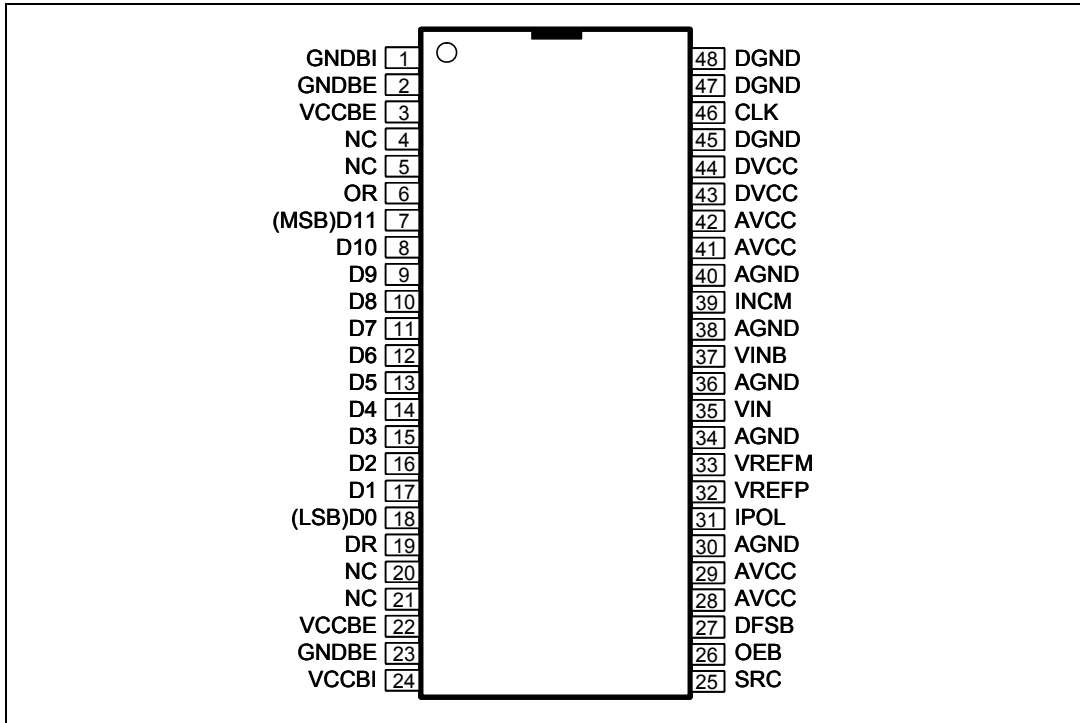 GNDBI 1 48 DGND
GNDBE 2 47 DGND
VCCBE 3 46 CLK
NC 4 45 DGND
NC 5 44 DVCC
OR 6 43 DVCC
(MSB)D11 7 42 AVCC
D10 8 41 AVCC
D9 9 40 AGND
D8 10 39 INCM
D7 11 38 AGND
D6 12 37 VINB
D5 13 36 AGND
D4 14 35 VIN
D3 15 34 AGND
D2 16 33 VREFM
D1 17 32 VREFP
(LSB)D0 18 31 IPOL
DR 19 30 AGND
NC 20 29 AVCC
NC 21 28 AVCC
VCCBE 22 27 DFSB
GNDBE 23 26 OEB
VCCBI 24 25 SRC